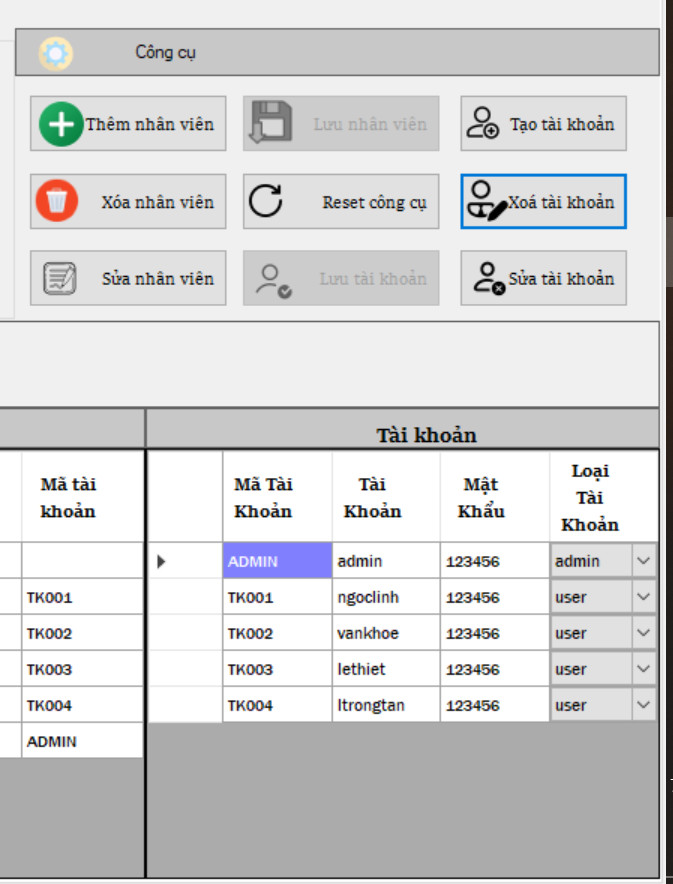 Công cụ
Thêm nhân viên
Lưu nhân viên
Tạo tài khoản
Xóa nhân viên
Reset công cụ
Xoá tài khoản
Sửa nhân viên
Lưu tài khoản
Sửa tài khoản
Tài khoản
Mã tài
khoản
Mã Tài
Khoản
Tài
Khoản
Mật
Khẩu
Loại
Tài
Khoản
ADMIN admin 123456 admin
TK001 TK001 ngoclinh 123456 user
TK002 TK002 vankhoe 123456 user
TK003 TK003 lethiet 123456 user
TK004 TK004 ltrongtan 123456 user
ADMIN